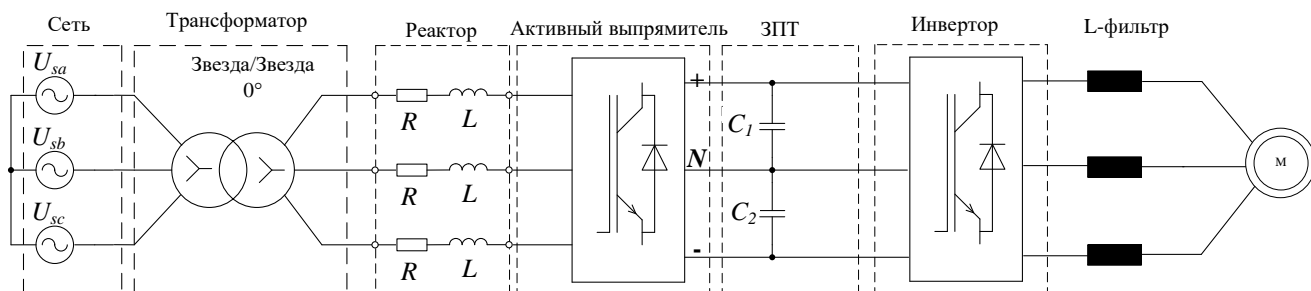 Сеть
Трансформатор
Реактор
Активный выпрямитель
ЗПТ
Инвертор
L-фильтр
Звезда/Звезда
0°
Usa
Usb
Usc
R
L
R
L
R
L
+
N
-
C1
C2
М